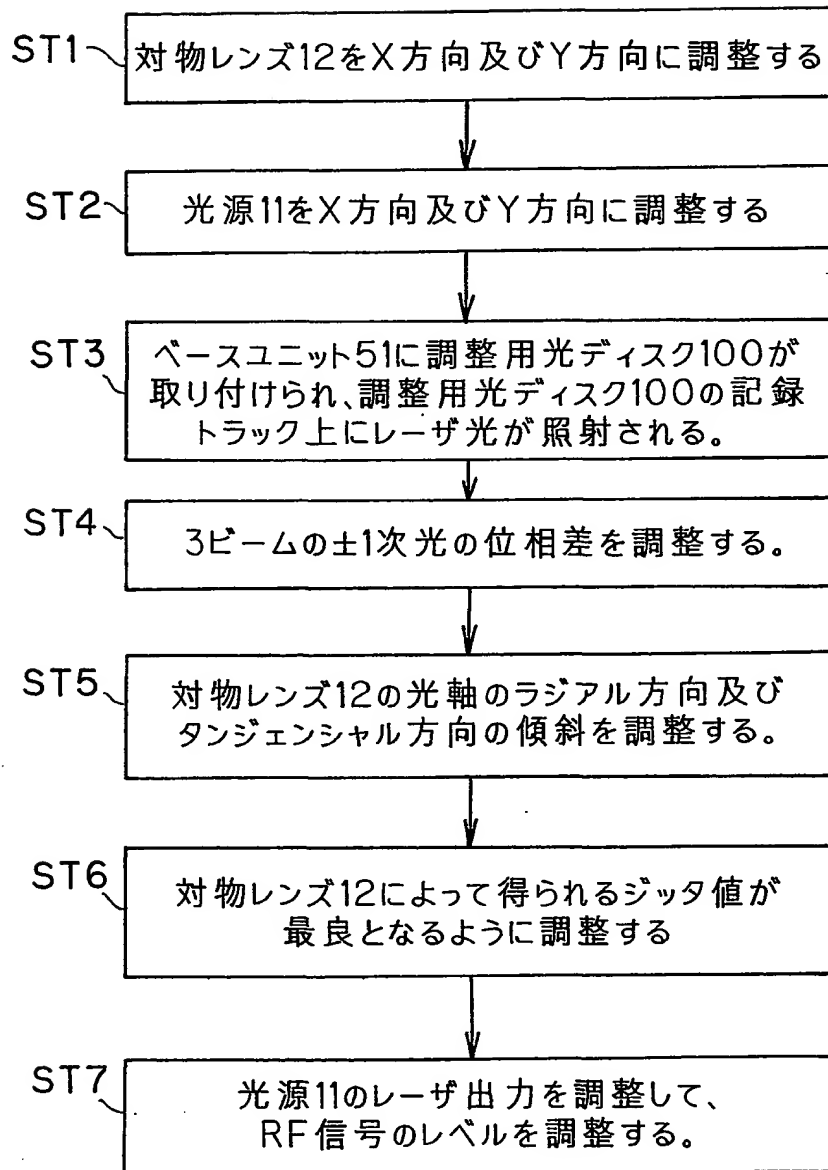 ST1
対物レンズ12をX方向及びY方向に調整する
ST2
光源11をX方向及びY方向に調整する
ST3
ベースユニット51に調整用光ディスク100が
取り付けられ、調整用光ディスク100の記録
トラック上にレーザ光が照射される。
ST4
3ビームの±1次光の位相差を調整する。
ST5
対物レンズ12の光軸のラジアル方向及び
タンジェンシャル方向の傾斜を調整する。
ST6
対物レンズ12によって得られるジッタ値が
最良となるように調整する
ST7
光源11のレーザ出力を調整して、
RF信号のレベルを調整する。